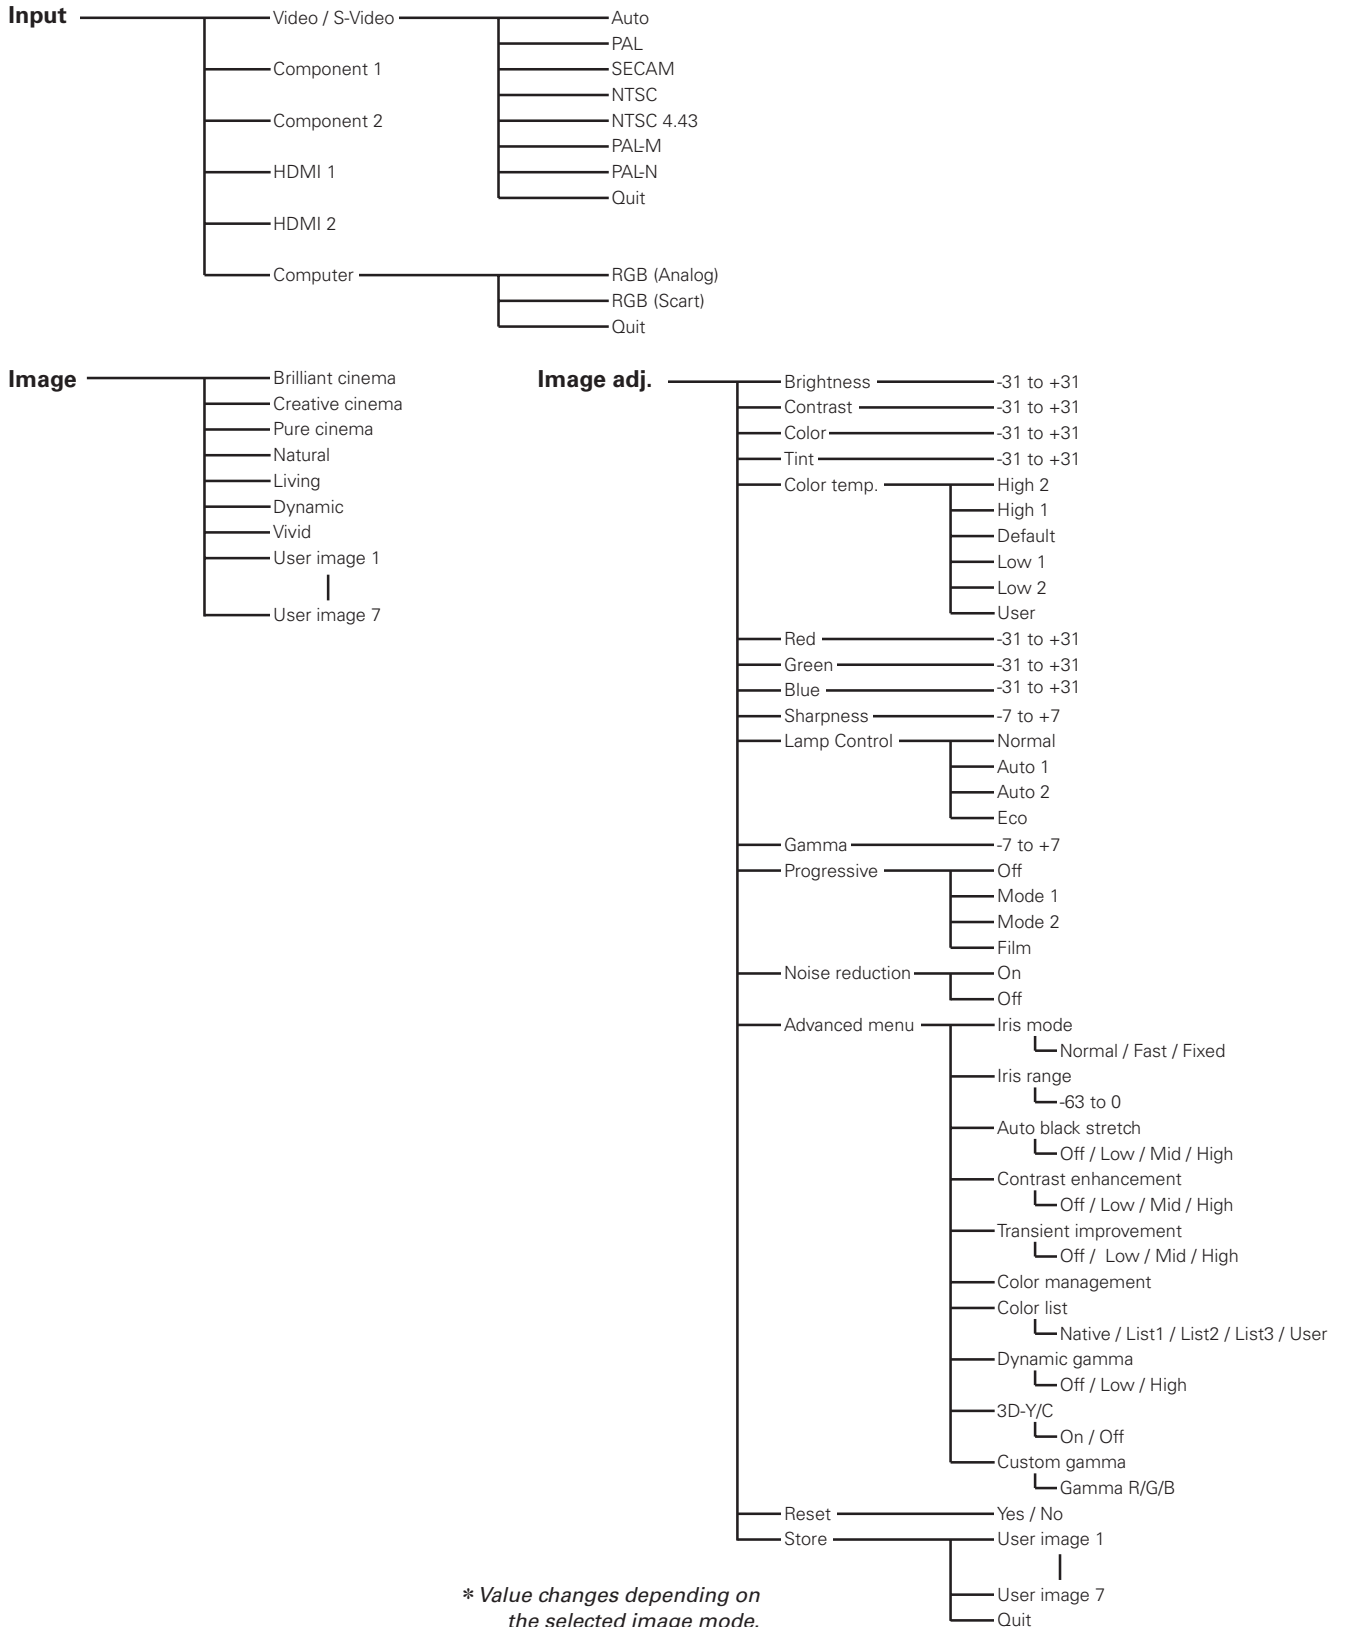 Input
Video / S-Video
Auto
PAL
Component 1
SECAM
NTSC
Component 2
NTSC 4.43
PAL-M
HDMI 1
PAL-N
Quit
HDMI 2
Computer
RGB (Analog)
RGB (Scart)
Quit
Image
Brilliant cinema
Creative cinema
Pure cinema
Natural
Living
Dynamic
Vivid
User image 1
User image 7
Image adj.
Brightness -31 to +31
Contrast -31 to +31
Color -31 to +31
Tint -31 to +31
Color temp. High 2
High 1
Default
Low 1
Low 2
User
Red -31 to +31
Green -31 to +31
Blue -31 to +31
Sharpness -7 to +7
Lamp Control Normal
Auto 1
Auto 2
Eco
Gamma -7 to +7
Progressive Off
Mode 1
Mode 2
Film
Noise reduction On
Off
Advanced menu Iris mode
Normal / Fast / Fixed
Iris range
-63 to 0
Auto black stretch
Off / Low / Mid / High
Contrast enhancement
Off / Low / Mid / High
Transient improvement
Off /  Low / Mid / High
Color management
Color list
Native / List1 / List2 / List3 / User
Dynamic gamma
Off / Low / High
3D-Y/C
On / Off
Custom gamma
Gamma R/G/B
Reset Yes / No
Store User image 1
User image 7
Quit
* Value changes depending on
the selected image mode.